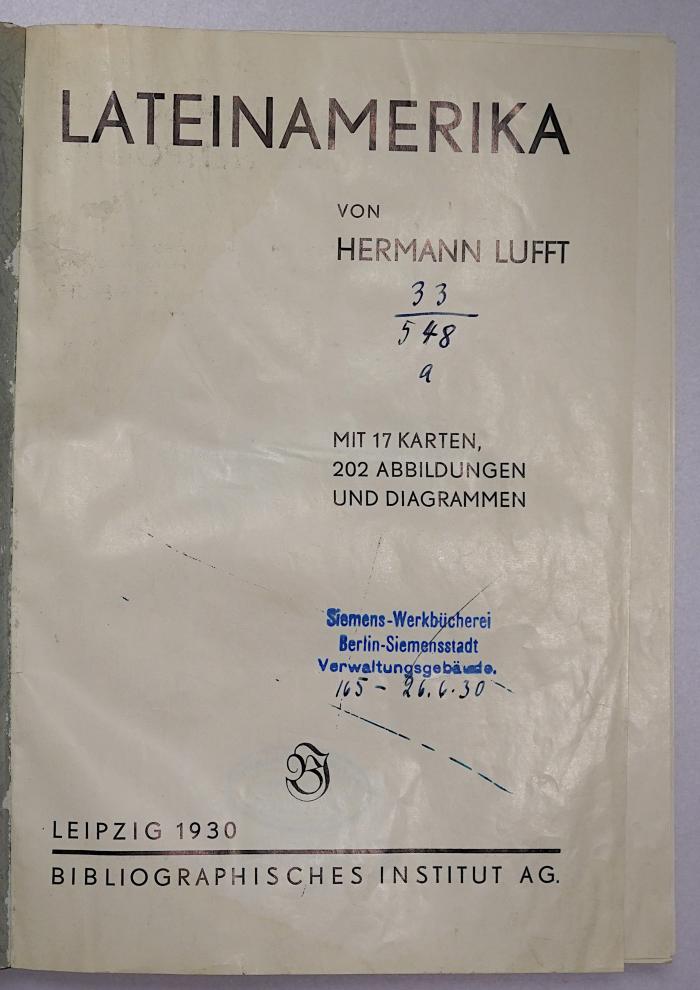 LATEINAMERIKA
VON
HERMANN LUFFT
33
548
a
MIT 17 KARTEN,
202 ABBILDUNGEN
UND DIAGRAMMEN
Siemens-Werkbücherei
Berlin-Siemensstadt
Verwaltungsgebäude.
165 - 26.6.30
BI
LEIPZIG 1930
BIBLIOGRAPHISCHES INSTITUT AG.